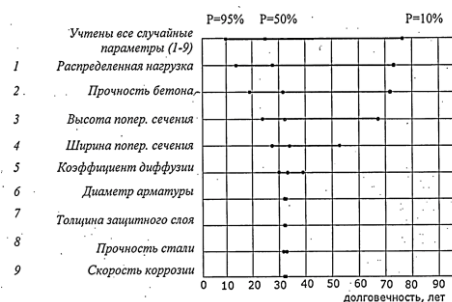 P=95% P=50% P=10%
Учтены все случайные
параметры (1-9)
1 Распределенная нагрузка
2 Прочность бетона
3 Высота попер. сечения
4 Ширина попер. сечения
5 Коэффициент диффузии
6 Диаметр арматуры
7 Толщина защитного слоя
8 Прочность стали
9 Скорость коррозии
0 10 20 30 40 50 60 70 80 90
долговечность, лет